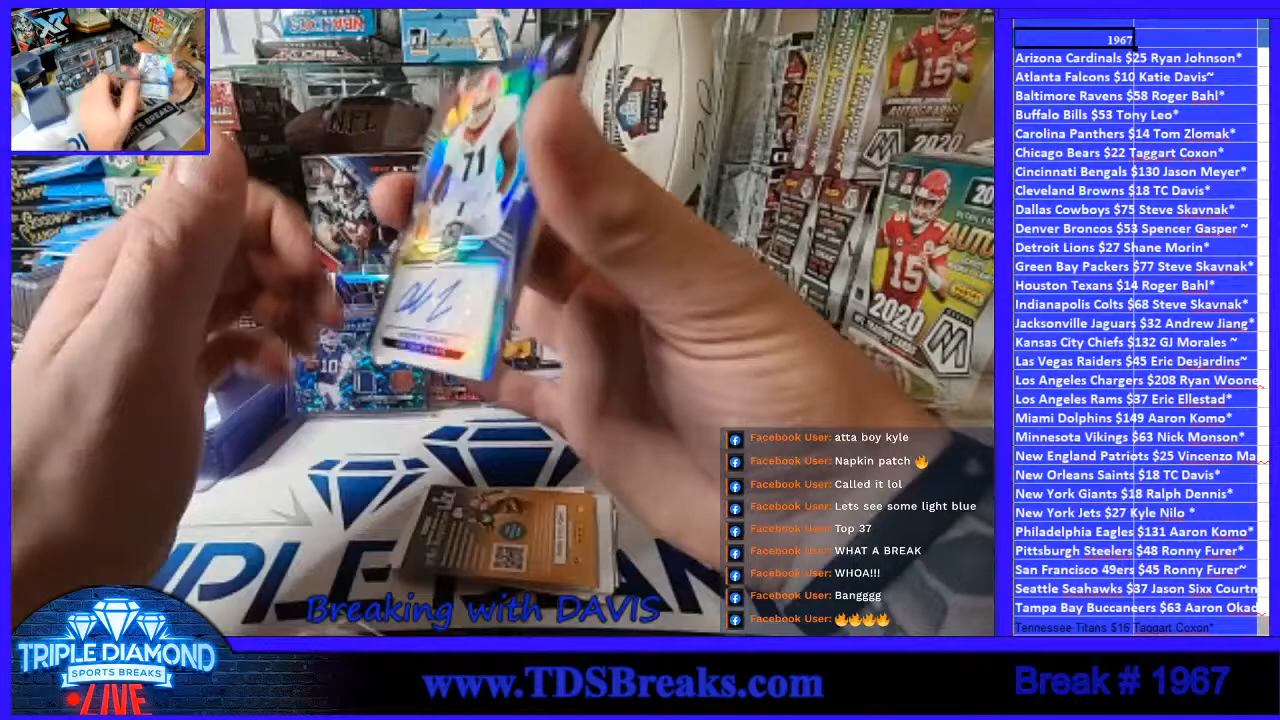 1967
Arizona Cardinals $25 Ryan Johnson*
Atlanta Falcons $10 Katie Davis~
Baltimore Ravens $58 Roger Bahl*
Buffalo Bills $53 Tony Leo*
Carolina Panthers $14 Tom Zlomak*
Chicago Bears $22 Taggart Coxon*
Cincinnati Bengals $130 Jason Meyer*
Cleveland Browns $18 TC Davis*
Dallas Cowboys $75 Steve Skavnak*
Denver Broncos $53 Spencer Gasper ~
Detroit Lions $27 Shane Morin*
Green Bay Packers $77 Steve Skavnak*
Houston Texans $14 Roger Bahl*
Indianapolis Colts $68 Steve Skavnak*
Jacksonville Jaguars $32 Andrew Jiang*
Kansas City Chiefs $132 GJ Morales ~
Las Vegas Raiders $45 Eric Desjardins~
Los Angeles Chargers $208 Ryan Woone
Los Angeles Rams $37 Eric Ellestad*
Miami Dolphins $149 Aaron Komo*
Minnesota Vikings $63 Nick Monson*
New England Patriots $25 Vincenzo Ma
New Orleans Saints $18 TC Davis*
New York Giants $18 Ralph Dennis*
New York Jets $27 Kyle Nilo *
Philadelphia Eagles $131 Aaron Komo*
Pittsburgh Steelers $48 Ronny Furer*
San Francisco 49ers $45 Ronny Furer~
Seattle Seahawks $37 Jason Sixx Courtn
Tampa Bay Buccaneers $63 Aaron Okad
Tennessee Titans $16 Taggart Coxon*
NFL
71
15
2020
15
2020
10
Facebook User: atta boy kyle
Facebook User: Napkin patch 🔥
Facebook User: Called it lol
Facebook User: Lets see some light blue
Facebook User: Top 37
Facebook User: WHAT A BREAK
Facebook User: WHOA!!!
Facebook User: Bangggg
Facebook User: 🔥🔥🔥🔥
Breaking with DAVIS
TRIPLE DIAMOND
SPORTS BREAKS
LIVE
www.TDSBreaks.com
Break # 1967